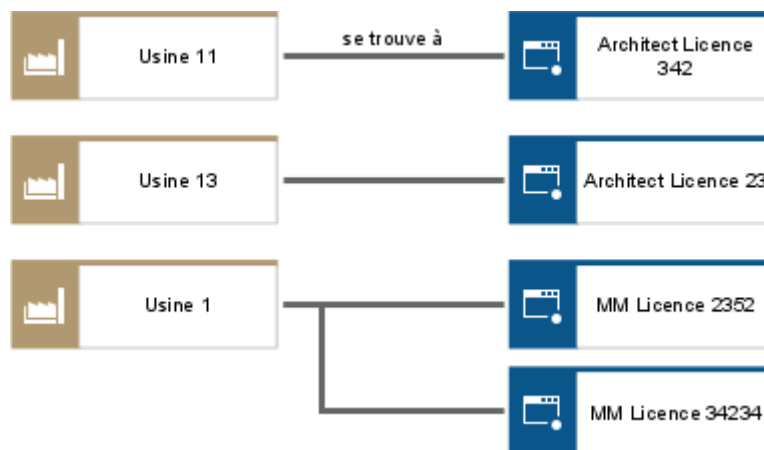 Usine 11
se trouve à
Architect Licence
342
Usine 13
Architect Licence 23
Usine 1
MM Licence 2352
MM Licence 34234